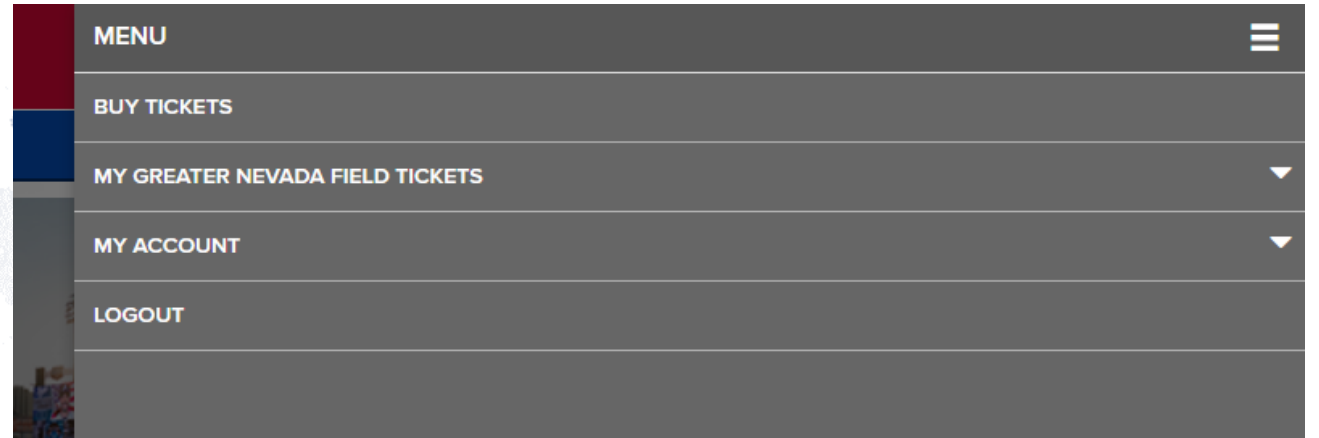 MENU
BUY TICKETS
MY GREATER NEVADA FIELD TICKETS
MY ACCOUNT
LOGOUT